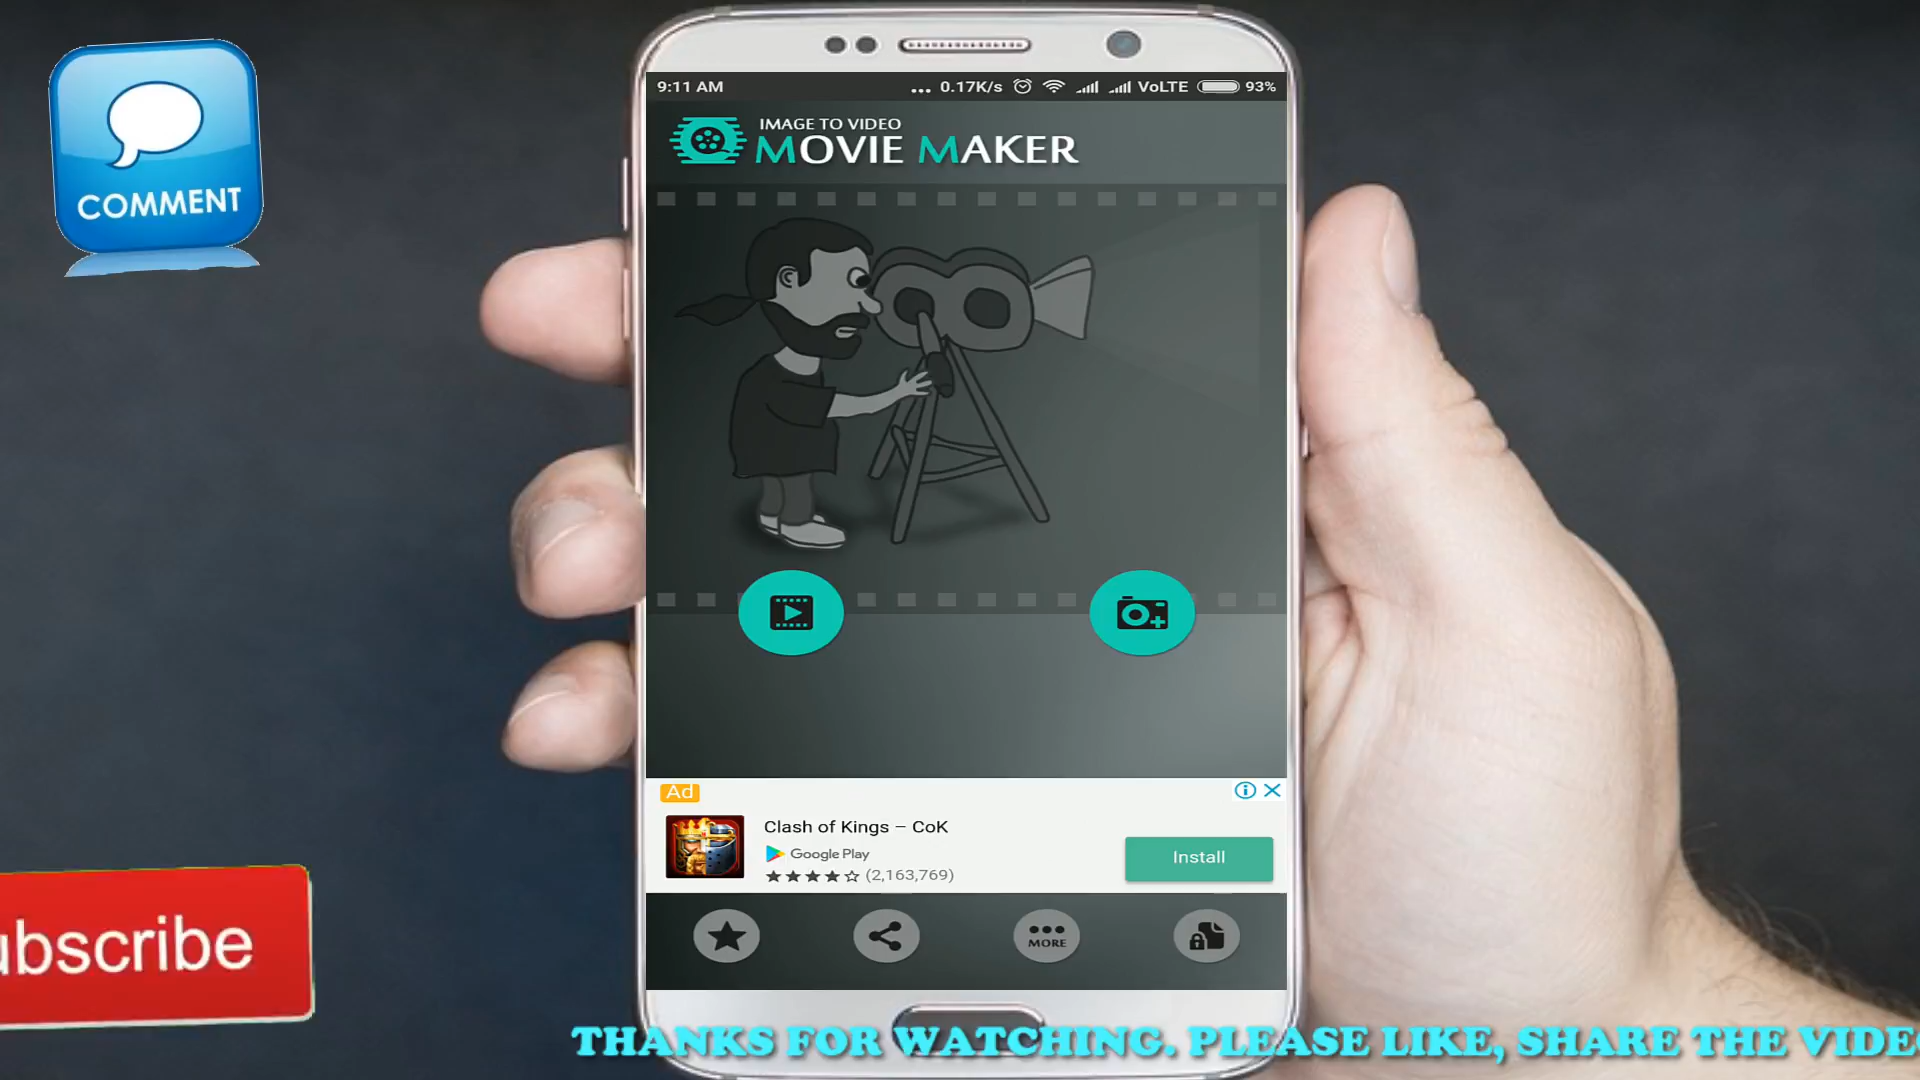 COMMENT
9:11 AM
... 0.17K/s
VoLTE
93%
IMAGE TO VIDEO
MOVIE MAKER
Ad
Clash of Kings – CoK
Google Play
(2,163,769)
Install
MORE
ubscribe
THANKS FOR WATCHING. PLEASE LIKE, SHARE THE VIDE